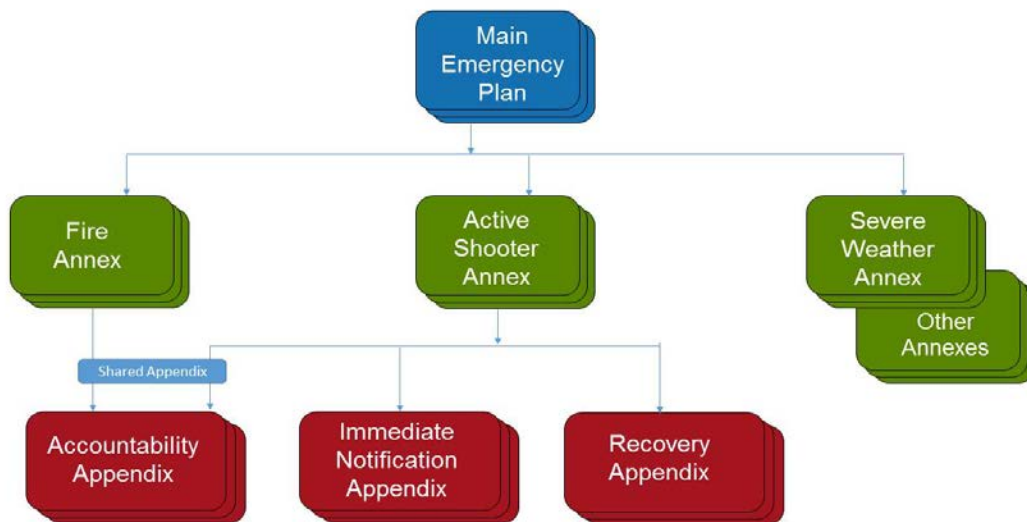 Main
Emergency
Plan
Fire
Annex
Active
Shooter
Annex
Severe
Weather
Annex
Other
Annexes
Shared Appendix
Accountability
Appendix
Immediate
Notification
Appendix
Recovery
Appendix